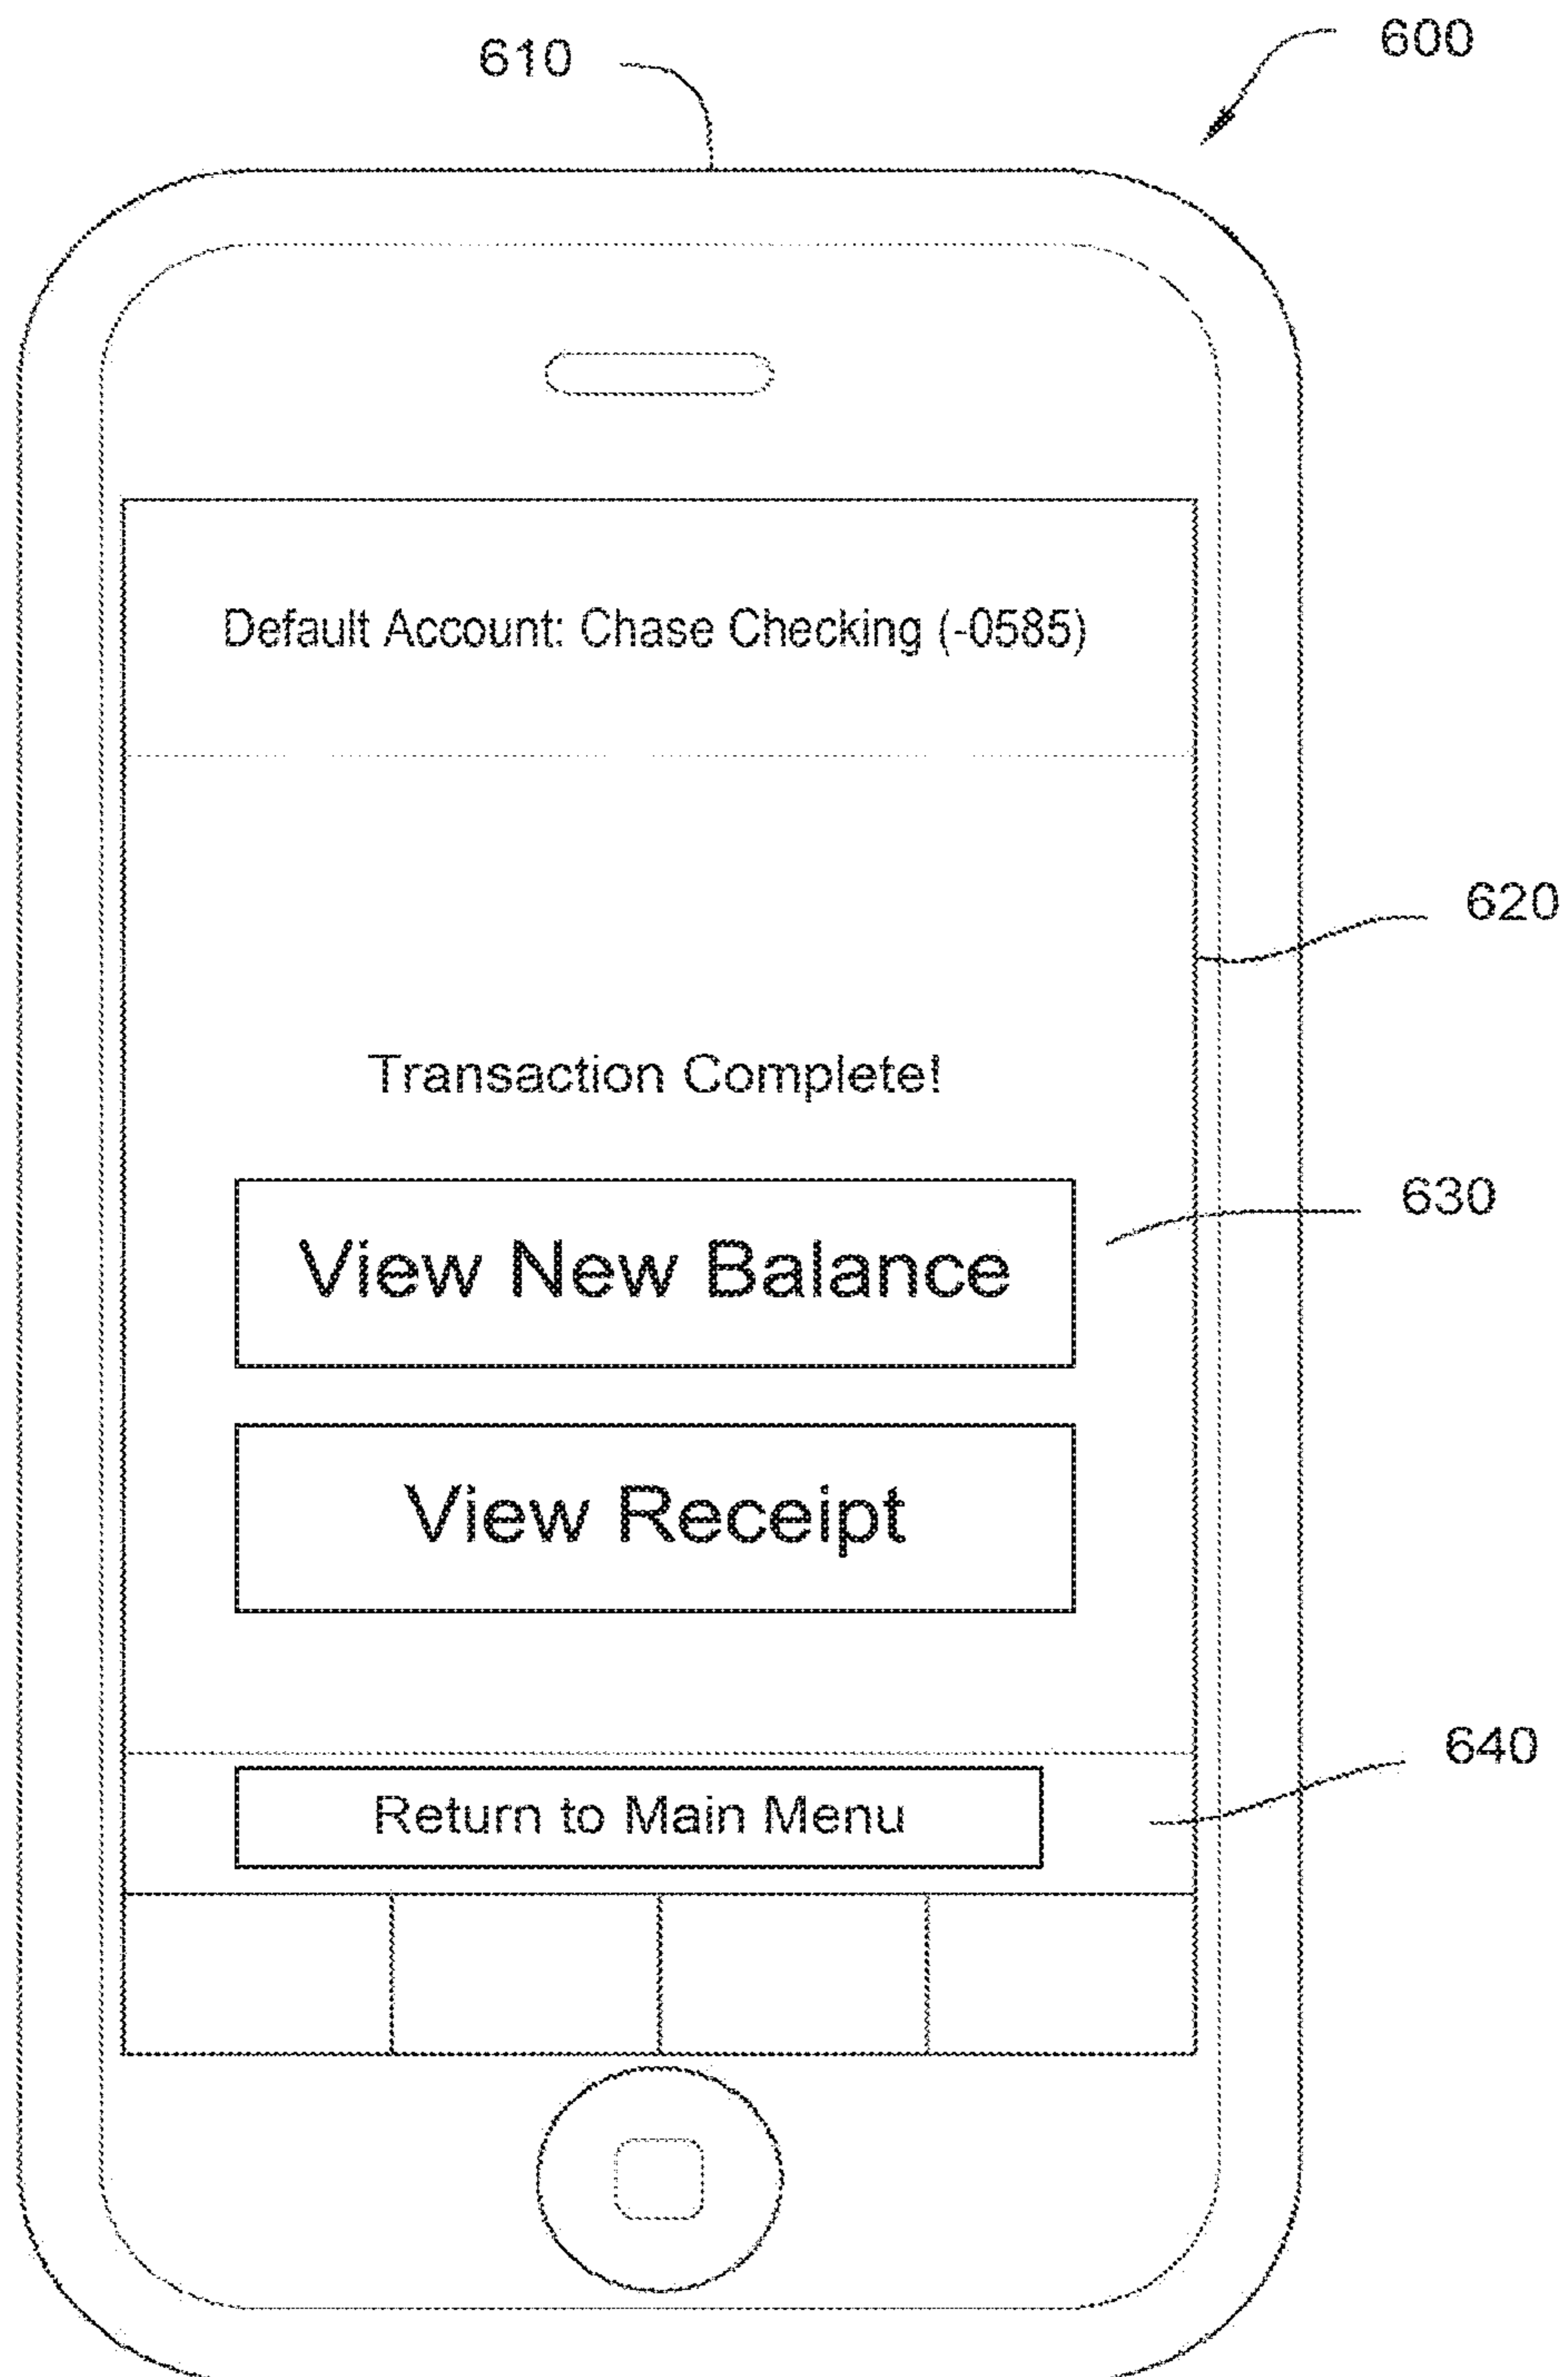 610
600
Default Account: Chase Checking (-0585)
620
Transaction Complete!
630
View New Balance
View Receipt
640
Return to Main Menu